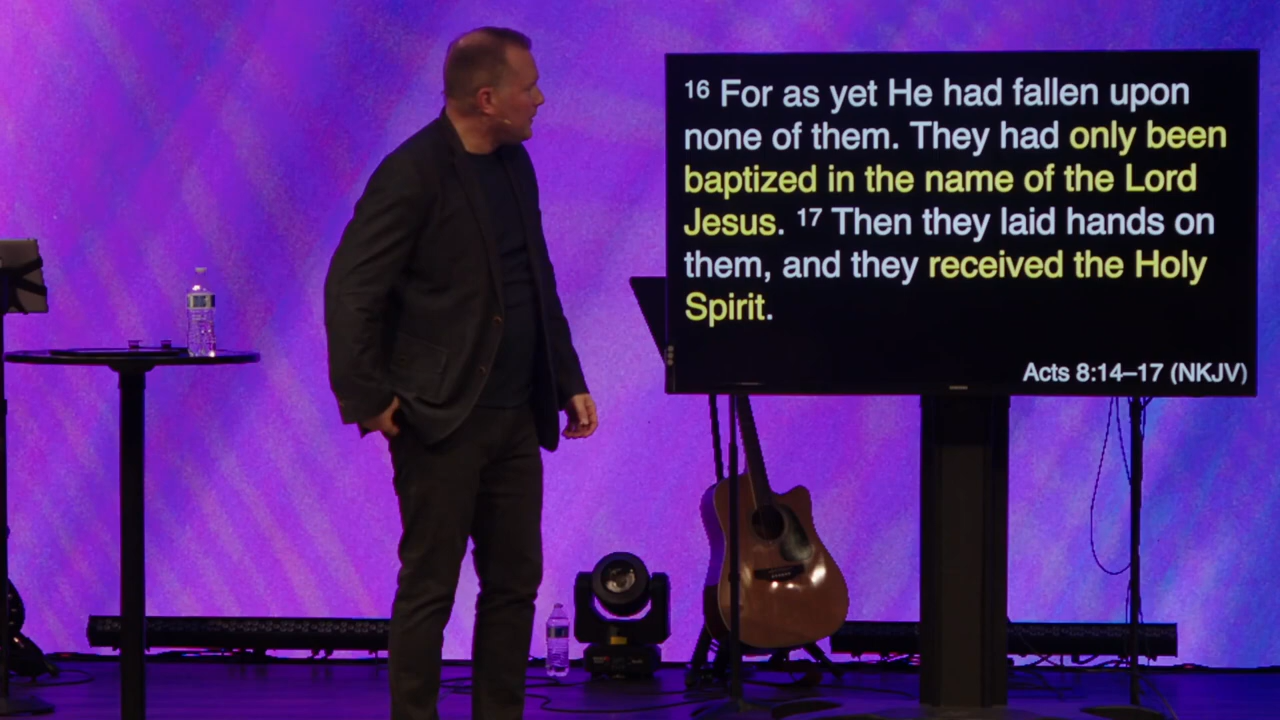 16 For as yet He had fallen upon
none of them. They had only been
baptized in the name of the Lord
Jesus. 17 Then they laid hands on
them, and they received the Holy
Spirit.
Acts 8:14–17 (NKJV)